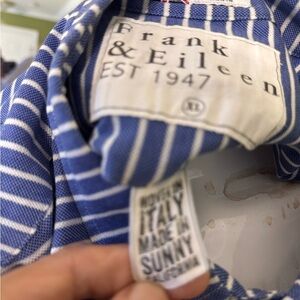 Frank
& Eileen
EST 1947
XL
WOVEN IN
ITALY
MADE IN
SUNNY
CALIFORNIA